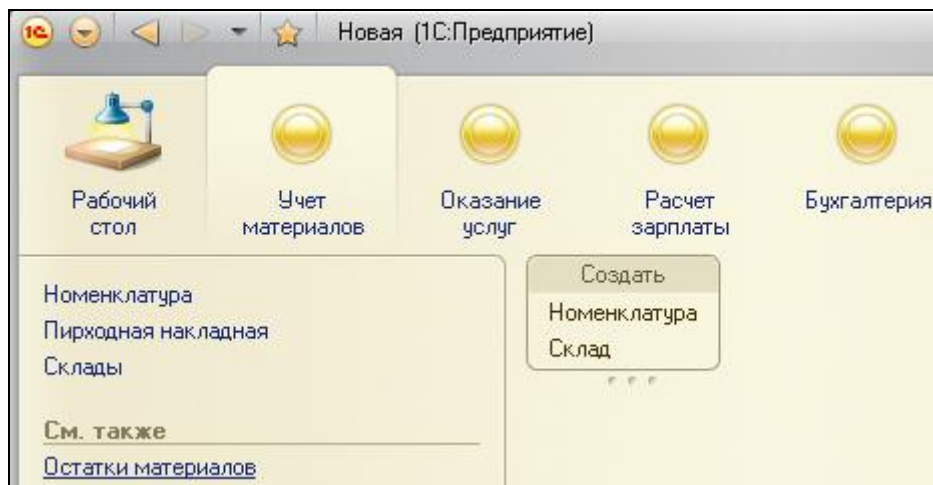 1С Новая (1С:Предприятие)
Рабочий стол
Учет материалов
Оказание услуг
Расчет зарплаты
Бухгалтерия
Номенклатура
Пирходная накладная
Склады
См. также
Остатки материалов
Создать
Номенклатура
Склад